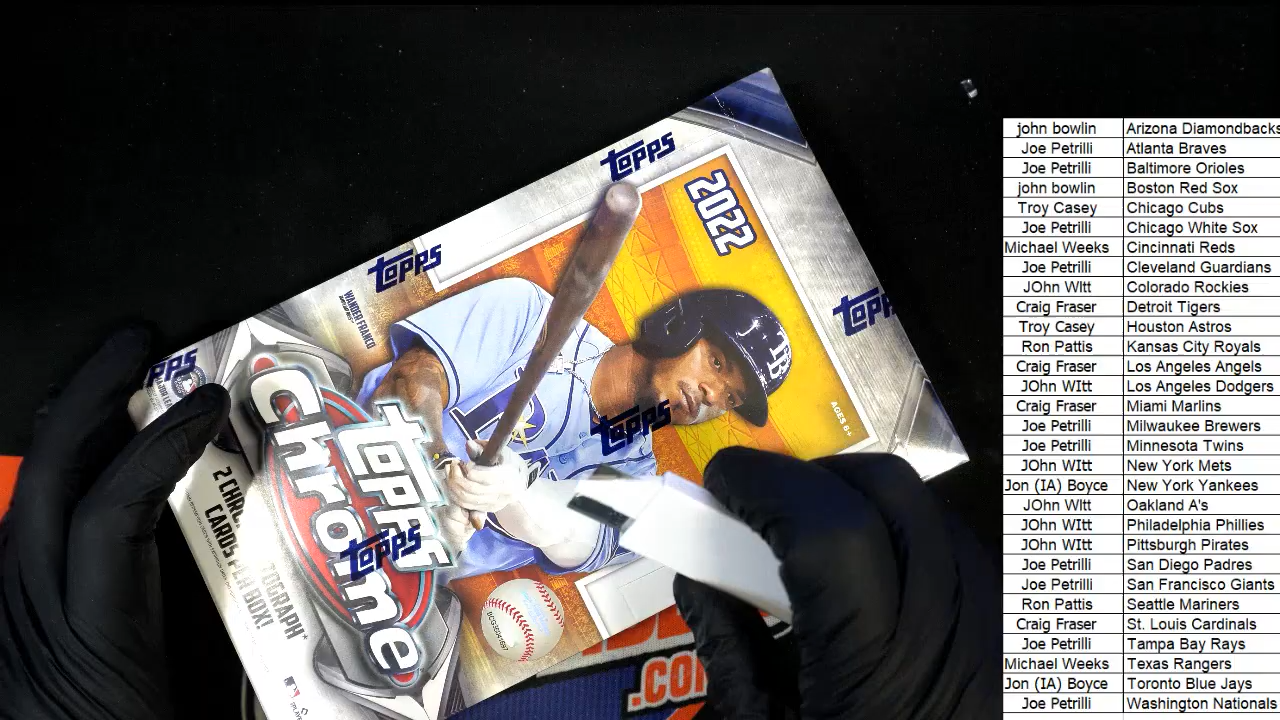 topps
2022
topps
WANDER FRANCO
topps
topps
topps
AGES 6+
topps
chrome
topps
2 CHRO
TOGRAPH*
CARDS PER BOX!
.CO
john bowlin Arizona Diamondbacks
Joe Petrilli Atlanta Braves
Joe Petrilli Baltimore Orioles
john bowlin Boston Red Sox
Troy Casey Chicago Cubs
Joe Petrilli Chicago White Sox
Michael Weeks Cincinnati Reds
Joe Petrilli Cleveland Guardians
JOhn WItt Colorado Rockies
Craig Fraser Detroit Tigers
Troy Casey Houston Astros
Ron Pattis Kansas City Royals
Craig Fraser Los Angeles Angels
JOhn WItt Los Angeles Dodgers
Craig Fraser Miami Marlins
Joe Petrilli Milwaukee Brewers
Joe Petrilli Minnesota Twins
JOhn WItt New York Mets
Jon (IA) Boyce New York Yankees
JOhn WItt Oakland A's
JOhn WItt Philadelphia Phillies
JOhn WItt Pittsburgh Pirates
Joe Petrilli San Diego Padres
Joe Petrilli San Francisco Giants
Ron Pattis Seattle Mariners
Craig Fraser St. Louis Cardinals
Joe Petrilli Tampa Bay Rays
Michael Weeks Texas Rangers
Jon (IA) Boyce Toronto Blue Jays
Joe Petrilli Washington Nationals